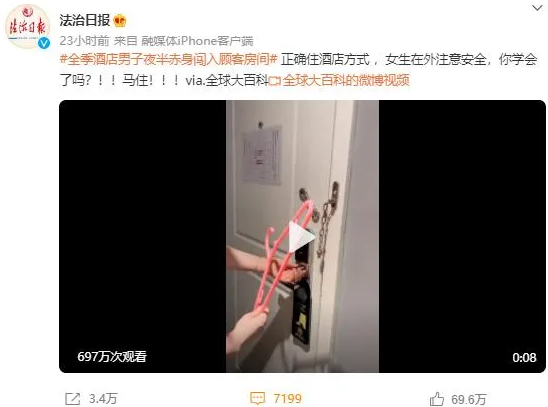 法治日报
法治日报
23小时前 来自 融媒体iPhone客户端
#全季酒店男子夜半赤身闯入顾客房间# 正确住酒店方式，女生在外注意安全，你学会
了吗？！！马住！！！via.全球大百科 全球大百科的微博视频
697万次观看
0:08
3.4万
7199
69.6万